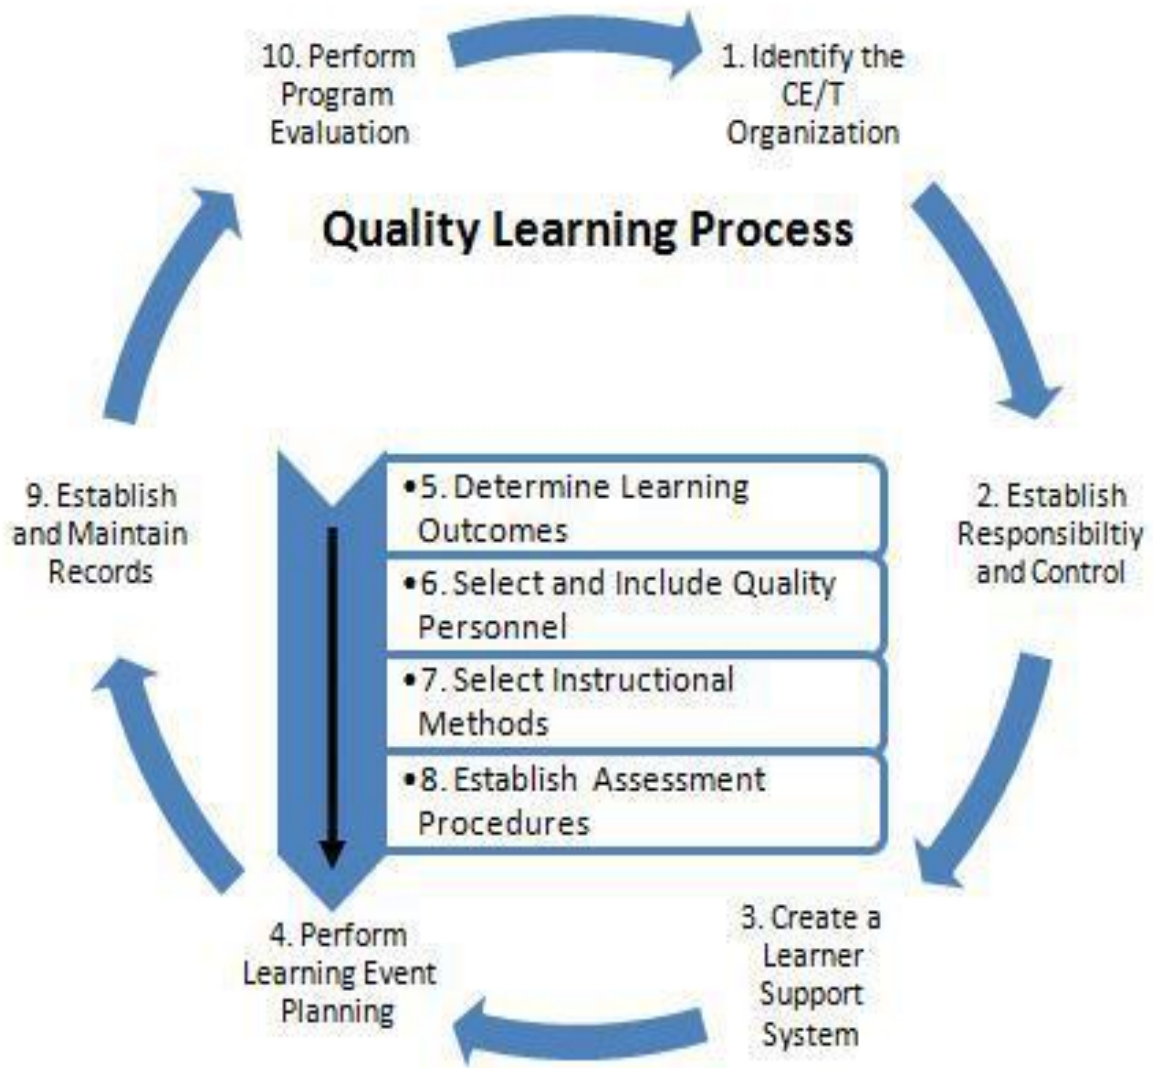 Quality Learning Process
1. Identify the
CE/T
Organization
2. Establish
Responsibiltiy
and Control
3. Create a
Learner
Support
System
4. Perform
Learning Event
Planning
•5. Determine Learning
Outcomes
•6. Select and Include Quality
Personnel
•7. Select Instructional
Methods
•8. Establish Assessment
Procedures
9. Establish
and Maintain
Records
10. Perform
Program
Evaluation